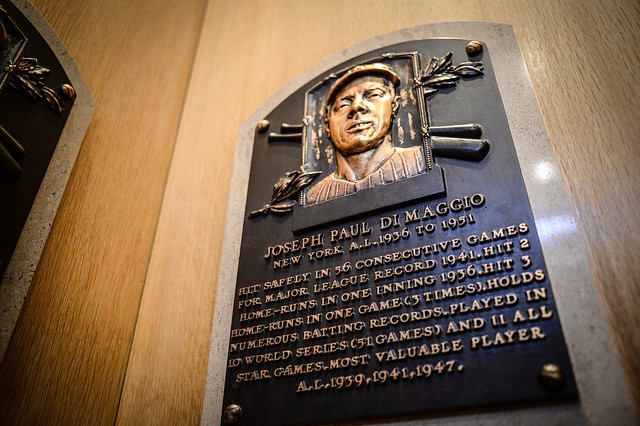 JOSEPH PAUL DI MAGGIO
NEW YORK A.L. 1936 TO 1951
HIT SAFELY IN 56 CONSECUTIVE GAMES
FOR MAJOR LEAGUE RECORD 1941. HIT 2
HOME-RUNS IN ONE INNING 1936. HIT 3
HOME-RUNS IN ONE GAME (3 TIMES). HOLDS
NUMEROUS BATTING RECORDS. PLAYED IN
10 WORLD SERIES (51 GAMES) AND 11 ALL
STAR GAMES. MOST VALUABLE PLAYER
A.L. 1939, 1941, 1947.